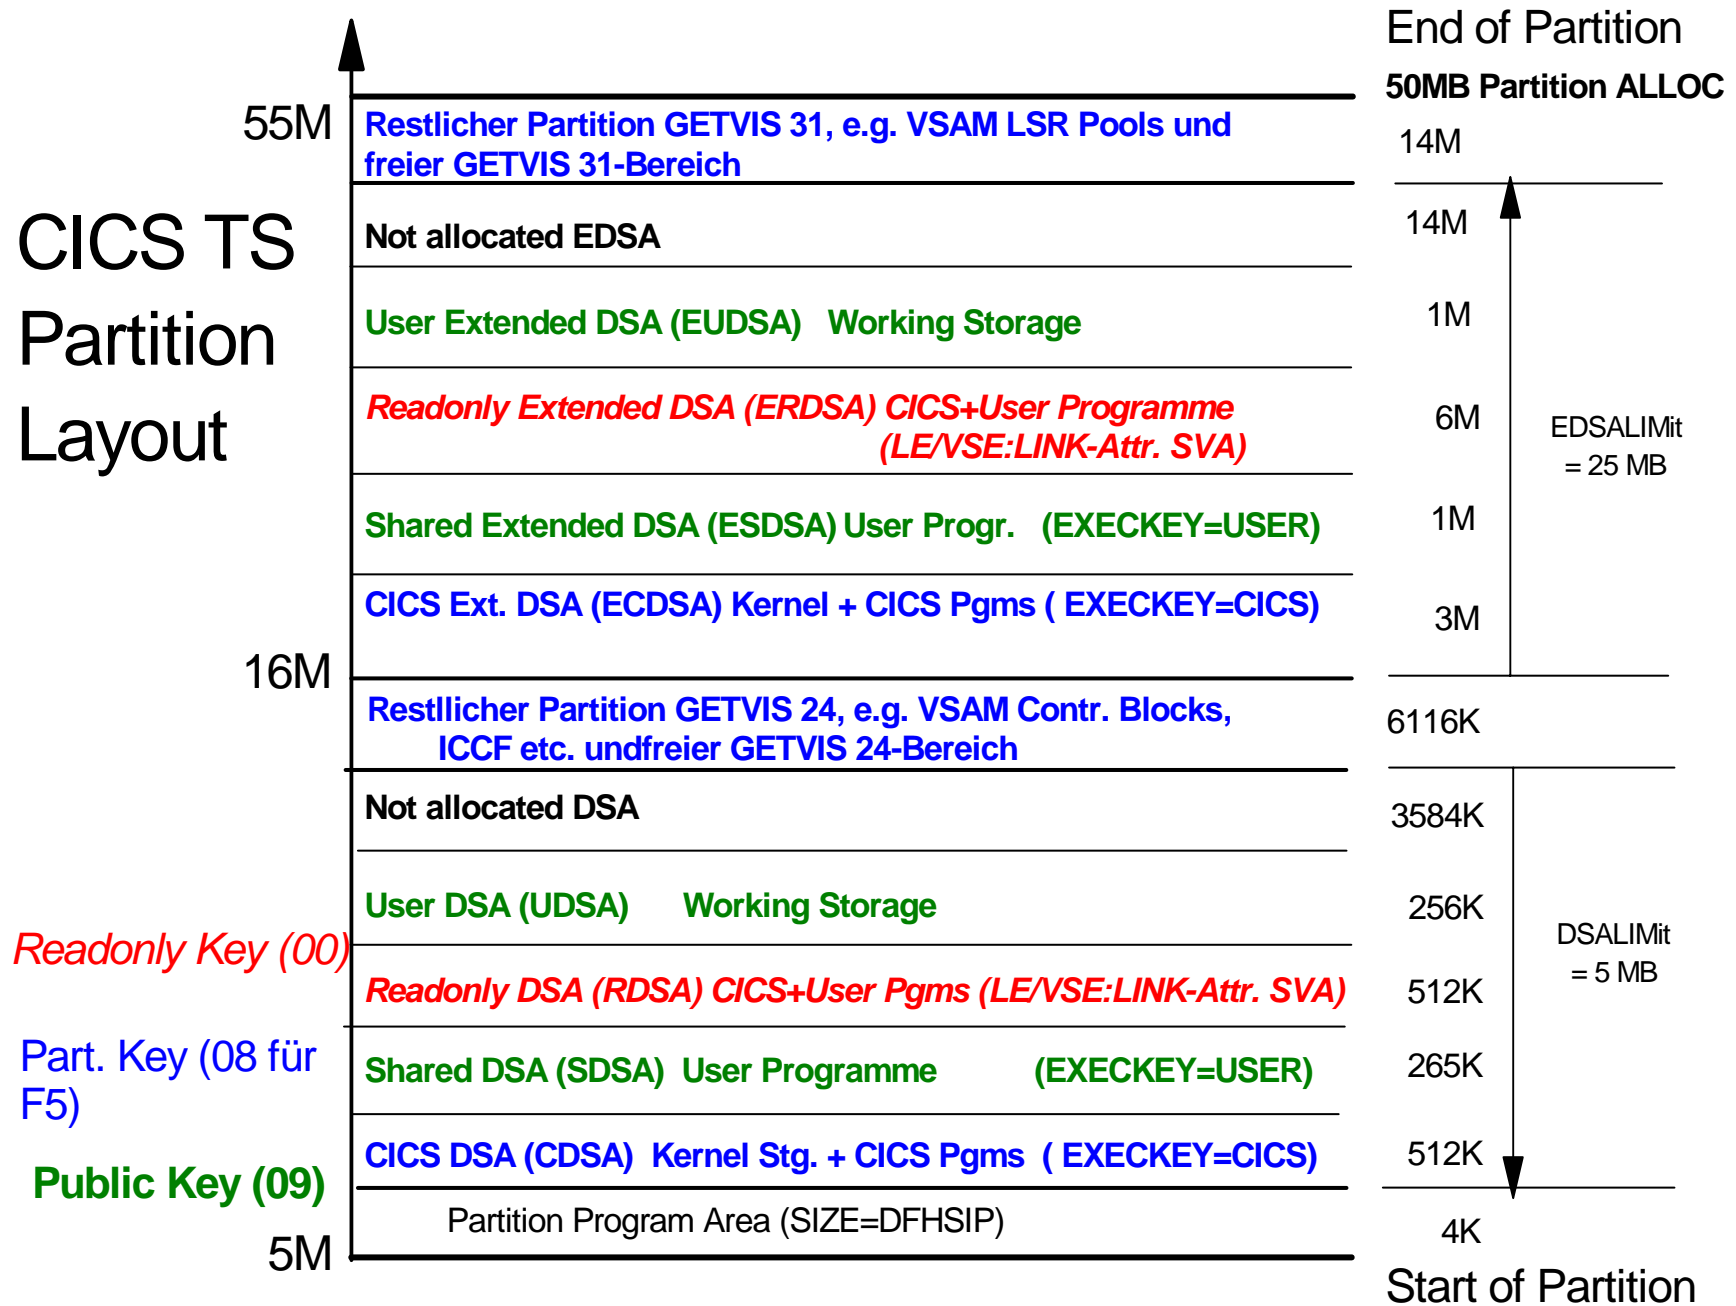 End of Partition
50MB Partition ALLOC
55M
Restlicher Partition GETVIS 31, e.g. VSAM LSR Pools und
freier GETVIS 31-Bereich
14M
CICS TS
Partition
Layout
Not allocated EDSA
14M
User Extended DSA (EUDSA) Working Storage
1M
Readonly Extended DSA (ERDSA) CICS+User Programme
(LE/VSE:LINK-Attr. SVA)
6M
EDSALIMit
= 25 MB
Shared Extended DSA (ESDSA) User Progr. (EXECKEY=USER)
1M
CICS Ext. DSA (ECDSA) Kernel + CICS Pgms ( EXECKEY=CICS)
3M
16M
Restllicher Partition GETVIS 24, e.g. VSAM Contr. Blocks,
ICCF etc. undfreier GETVIS 24-Bereich
6116K
Not allocated DSA
3584K
User DSA (UDSA) Working Storage
256K
Readonly Key (00)
DSALIMit
= 5 MB
Readonly DSA (RDSA) CICS+User Pgms (LE/VSE:LINK-Attr. SVA)
512K
Part. Key (08 für
F5)
Shared DSA (SDSA) User Programme (EXECKEY=USER)
265K
CICS DSA (CDSA) Kernel Stg. + CICS Pgms ( EXECKEY=CICS)
512K
Public Key (09)
Partition Program Area (SIZE=DFHSIP)
4K
5M
Start of Partition